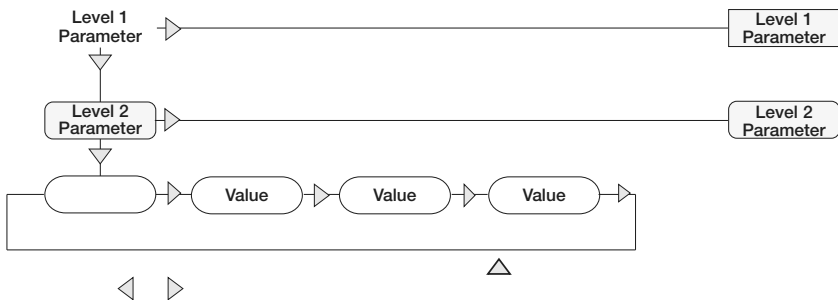 Level 1
Parameter
Level 1
Parameter
Level 2
Parameter
Level 2
Parameter
Value
Value
Value